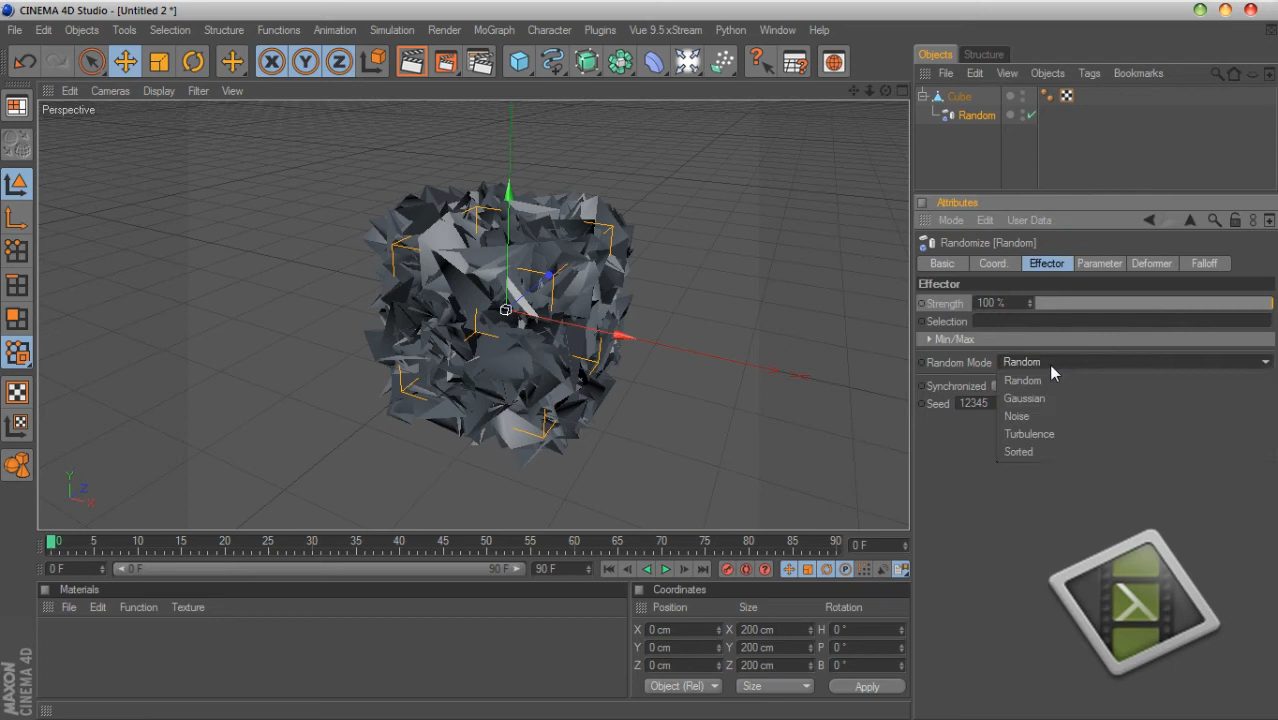 CINEMA 4D Studio - [Untitled 2 *]
File Edit Objects Tools Selection Structure Functions Animation Simulation Render MoGraph Character Plugins Vue 9.5 xStream Python Window Help
X Y Z
Objects Structure
File Edit View Objects Tags Bookmarks
Edit Cameras Display Filter View
Perspective
Cube
Random
Attributes
Mode Edit User Data
Randomize [Random]
Basic Coord. Effector Parameter Deformer Falloff
Effector
Strength 100 %
Selection
Min/Max
Random Mode Random
Synchronized
Seed 12345
Random
Gaussian
Noise
Turbulence
Sorted
Y
Z
X
0 5 10 15 20 25 30 35 40 45 50 55 60 65 70 75 80 85 90 0 F
0 F 0 F 90 F 90 F
Materials
File Edit Function Texture
Coordinates
Position Size Rotation
X 0 cm X 200 cm H 0 °
Y 0 cm Y 200 cm P 0 °
Z 0 cm Z 200 cm B 0 °
Object (Rel) Size Apply
MAXON
CINEMA 4D